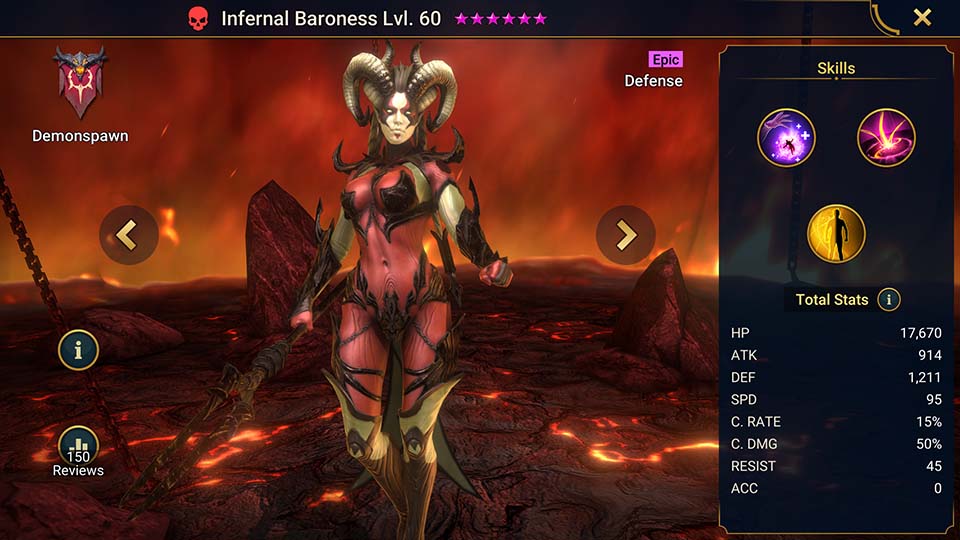 Infernal Baroness Lvl. 60
Demonspawn
Epic
Defense
150
Reviews
Skills
Total Stats i
HP 17,670
ATK 914
DEF 1,211
SPD 95
C. RATE 15%
C. DMG 50%
RESIST 45
ACC 0